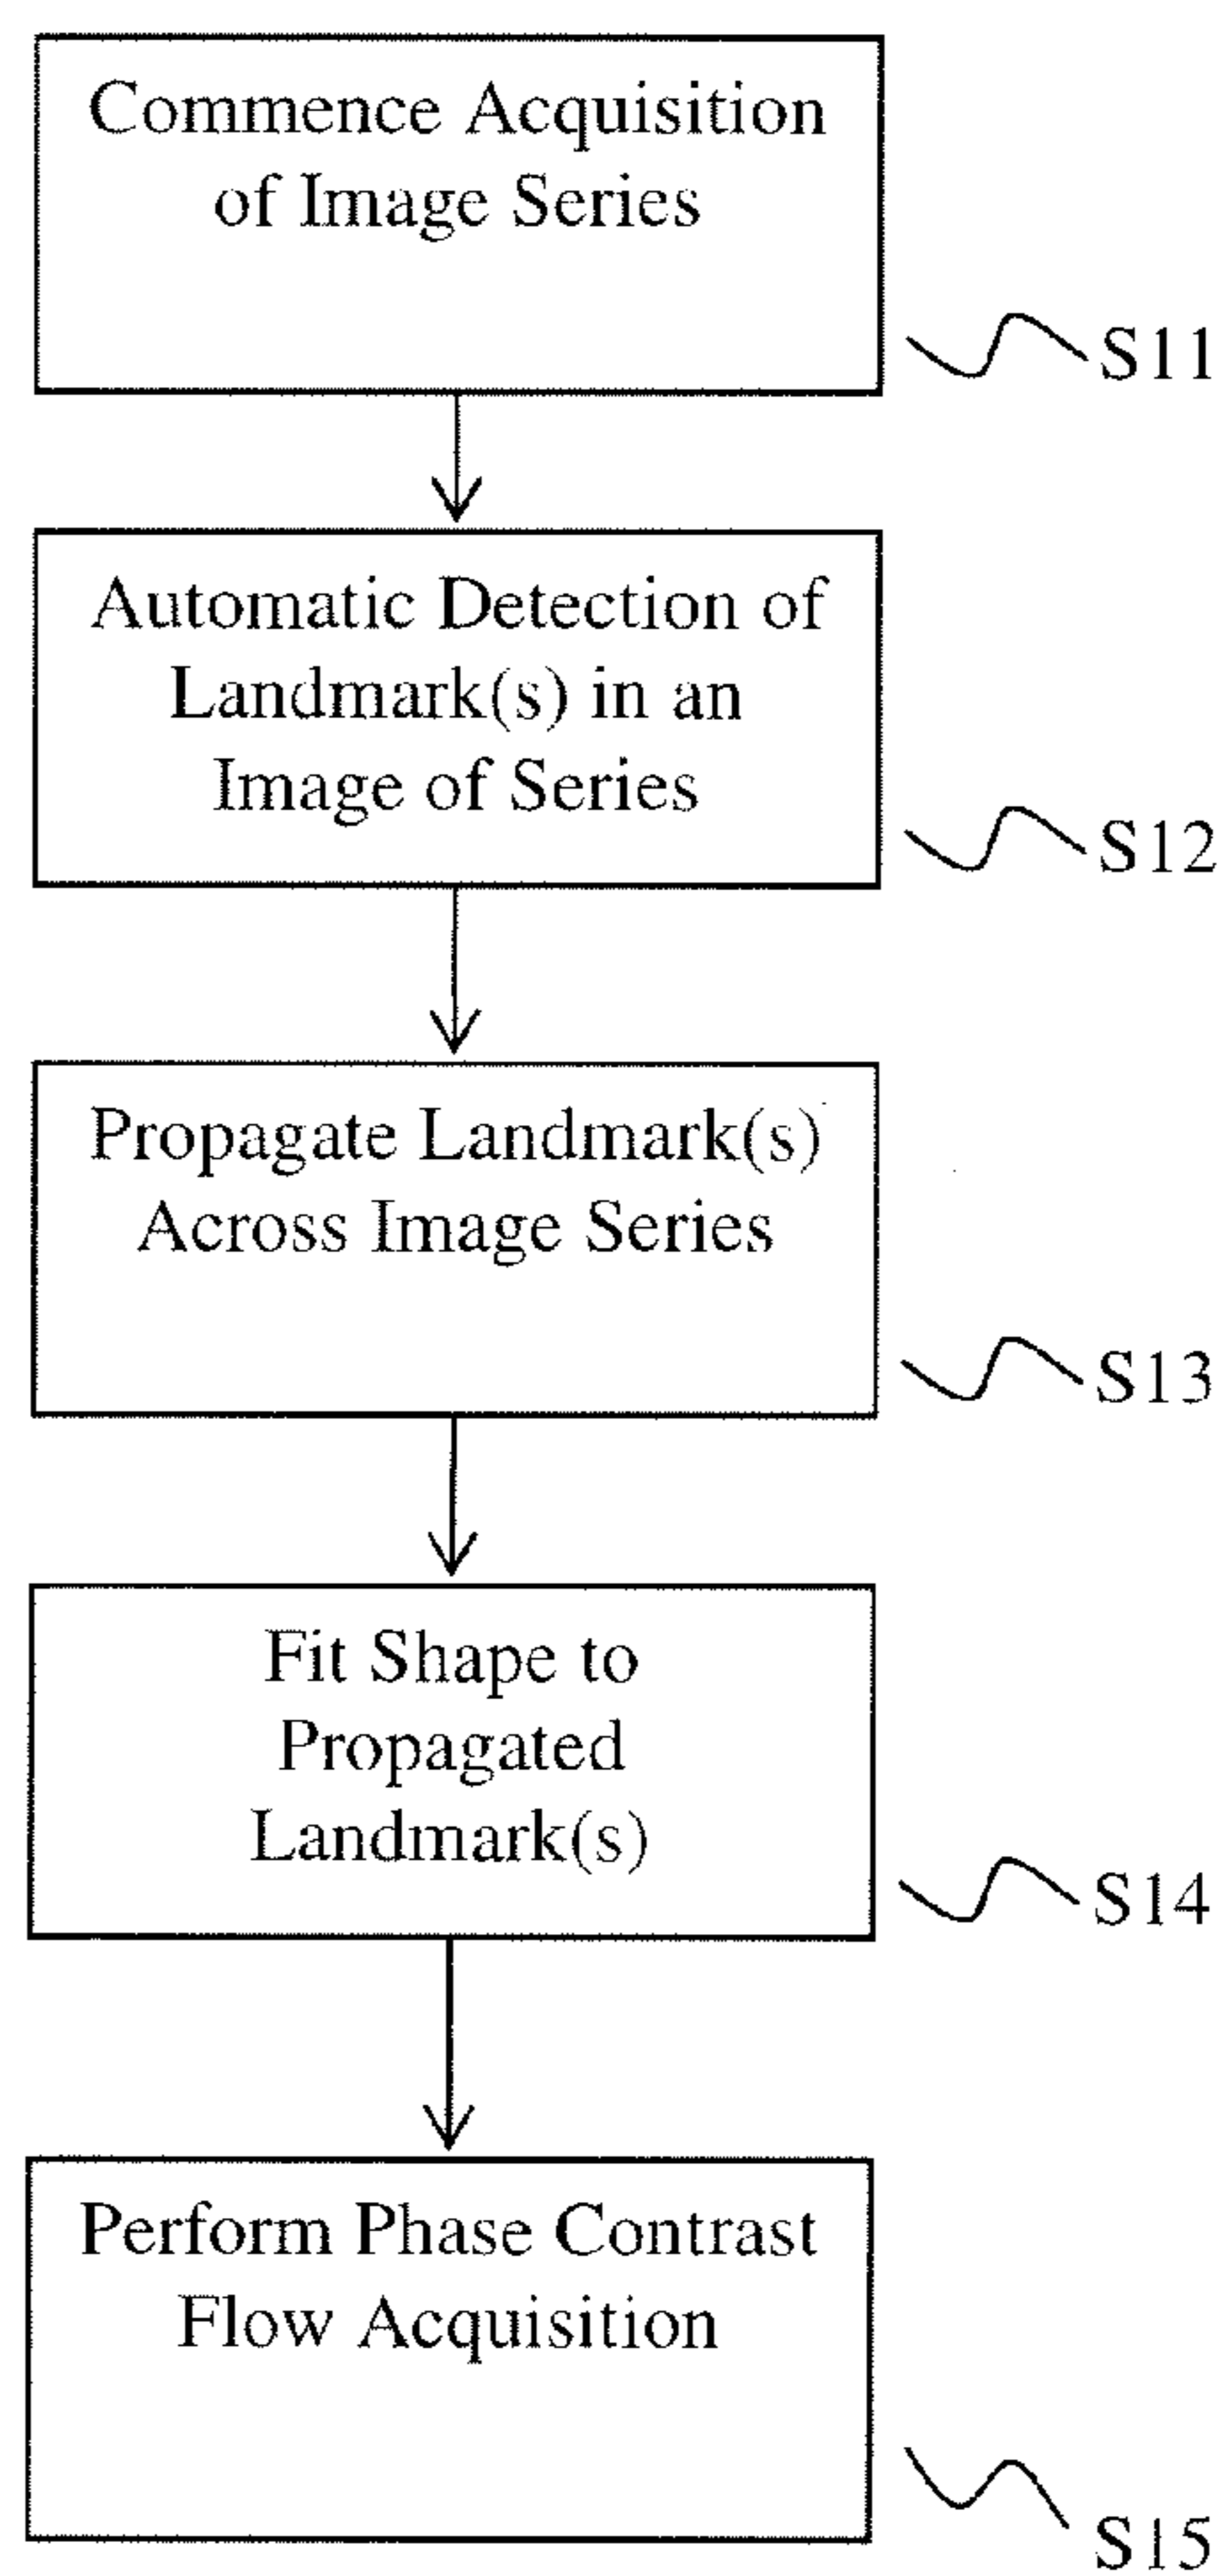 Commence Acquisition
of Image Series
S11
Automatic Detection of
Landmark(s) in an
Image of Series
S12
Propagate Landmark(s)
Across Image Series
S13
Fit Shape to
Propagated
Landmark(s)
S14
Perform Phase Contrast
Flow Acquisition
S15